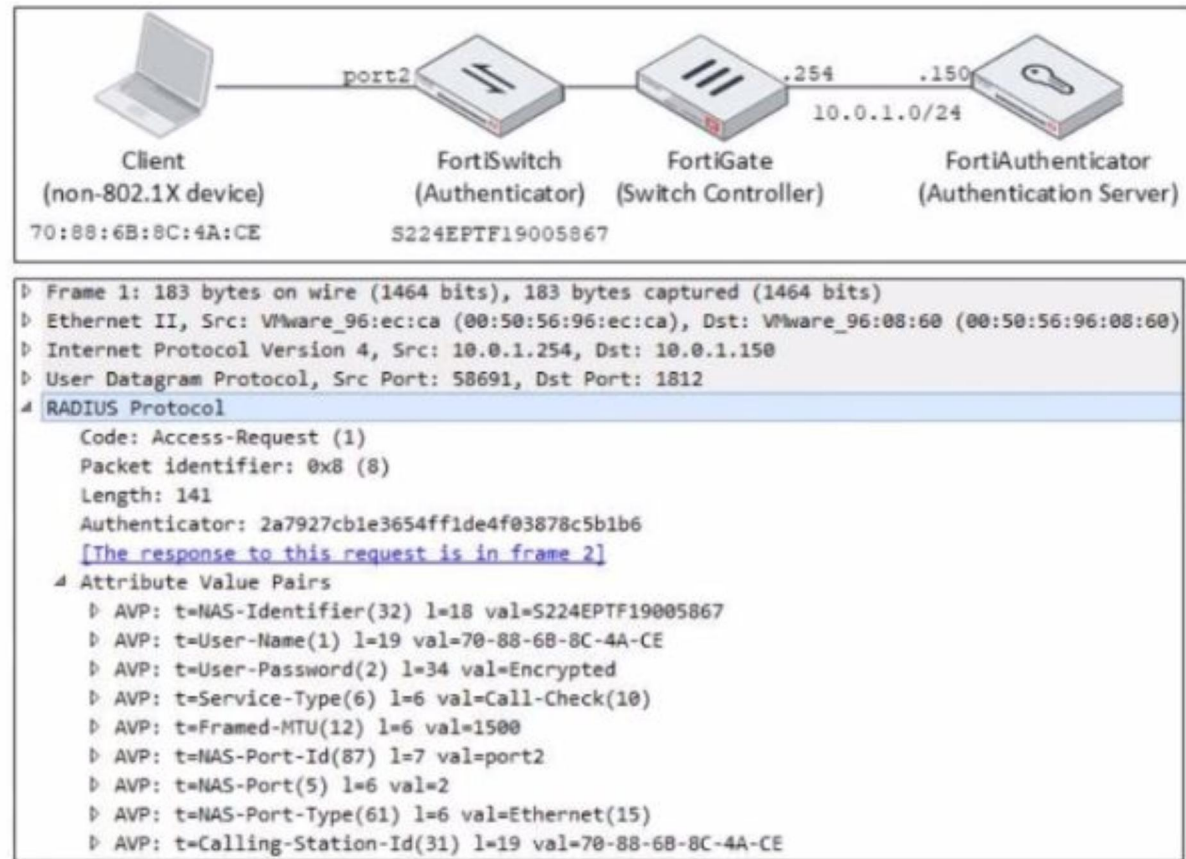 port2
.254
.150
10.0.1.0/24
Client
(non-802.1X device)
70:88:6B:8C:4A:CE
FortiSwitch
(Authenticator)
S224EPTF19005867
FortiGate
(Switch Controller)
FortiAuthenticator
(Authentication Server)
Frame 1: 183 bytes on wire (1464 bits), 183 bytes captured (1464 bits)
Ethernet II, Src: VMware_96:ec:ca (00:50:56:96:ec:ca), Dst: VMware_96:08:60 (00:50:56:96:08:60)
Internet Protocol Version 4, Src: 10.0.1.254, Dst: 10.0.1.150
User Datagram Protocol, Src Port: 58691, Dst Port: 1812
RADIUS Protocol
Code: Access-Request (1)
Packet identifier: 0x8 (8)
Length: 141
Authenticator: 2a7927cb1e3654ff1de4f03878c5b1b6
[The response to this request is in frame 2]
Attribute Value Pairs
AVP: t=NAS-Identifier(32) l=18 val=S224EPTF19005867
AVP: t=User-Name(1) l=19 val=70-88-6B-8C-4A-CE
AVP: t=User-Password(2) l=34 val=Encrypted
AVP: t=Service-Type(6) l=6 val=Call-Check(10)
AVP: t=Framed-MTU(12) l=6 val=1500
AVP: t=NAS-Port-Id(87) l=7 val=port2
AVP: t=NAS-Port(5) l=6 val=2
AVP: t=NAS-Port-Type(61) l=6 val=Ethernet(15)
AVP: t=Calling-Station-Id(31) l=19 val=70-88-6B-8C-4A-CE